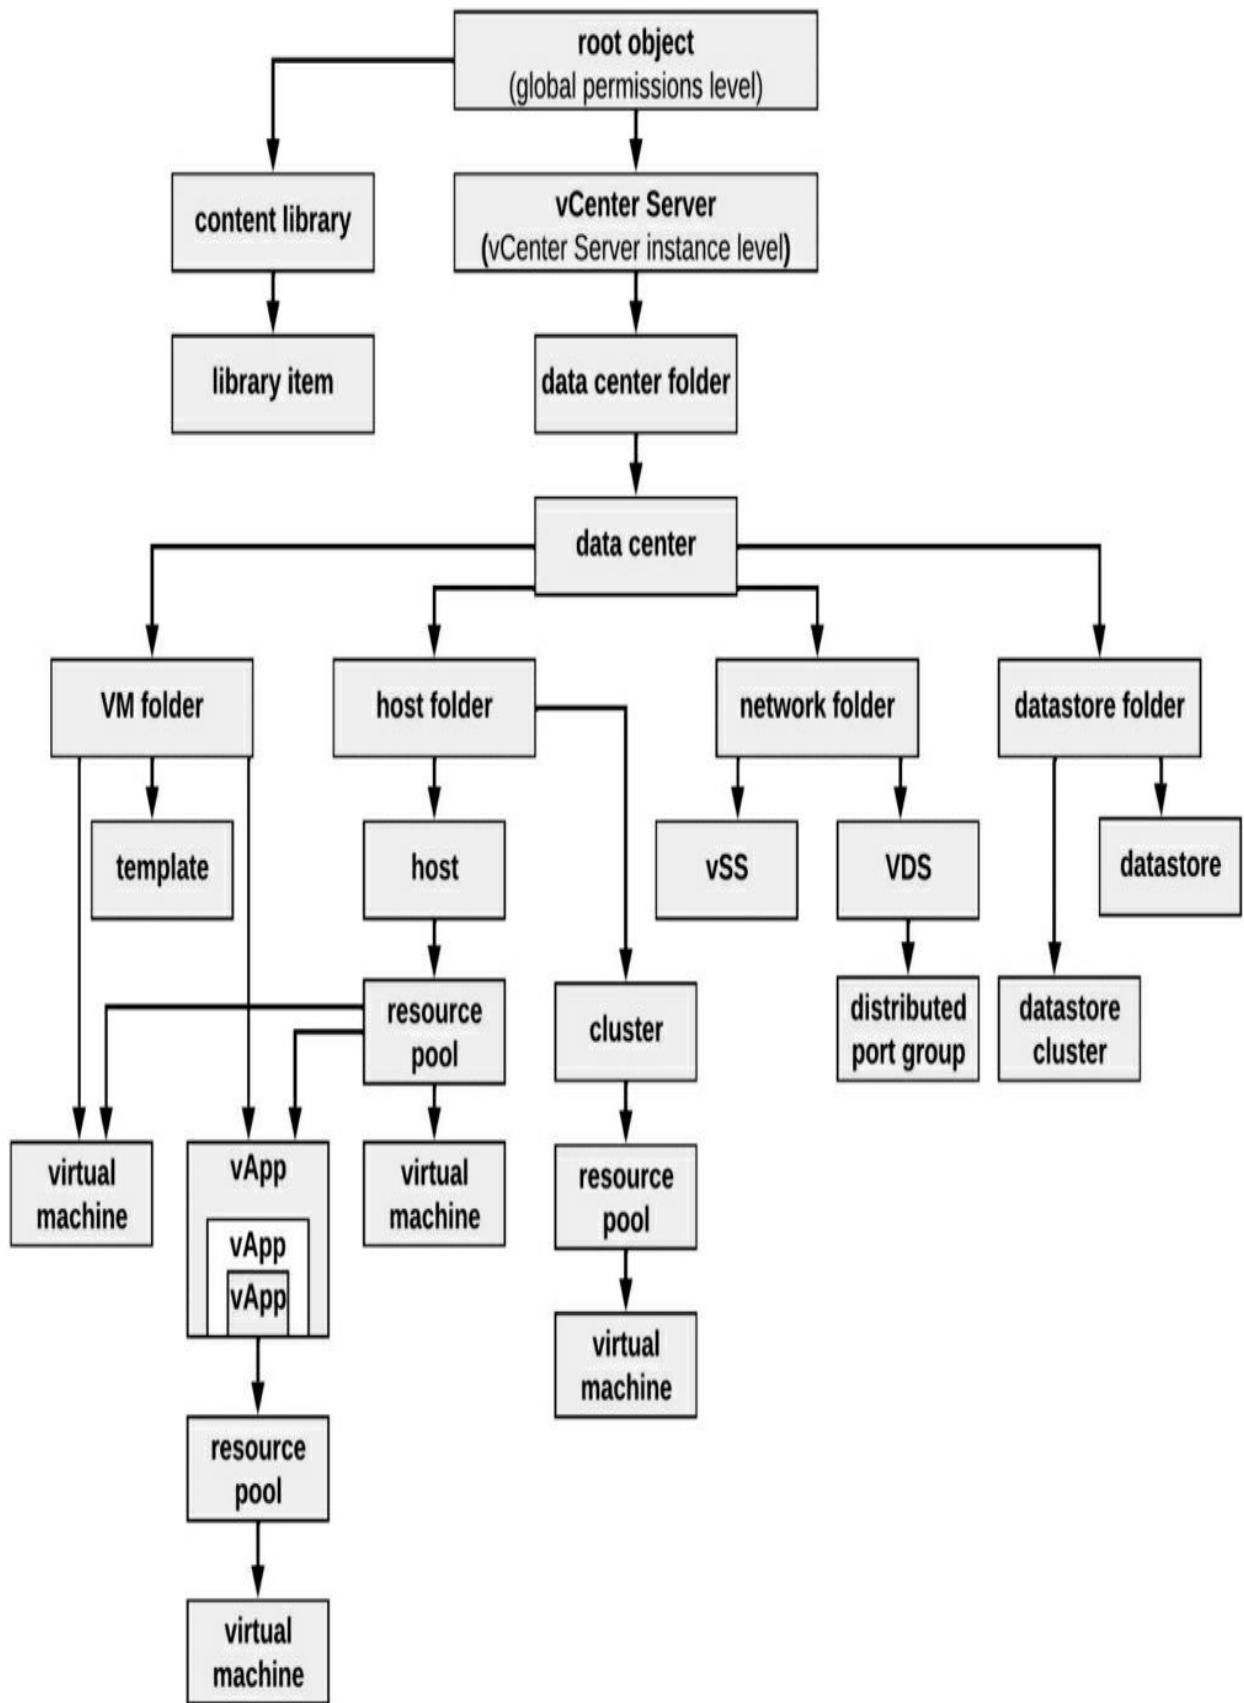 root object
(global permissions level)
content library
vCenter Server
(vCenter Server instance level)
library item
data center folder
data center
VM folder
host folder
network folder
datastore folder
template
host
vSS
VDS
datastore
resource
pool
cluster
distributed
port group
datastore
cluster
virtual
machine
vApp
vApp
vApp
virtual
machine
resource
pool
virtual
machine
resource
pool
virtual
machine